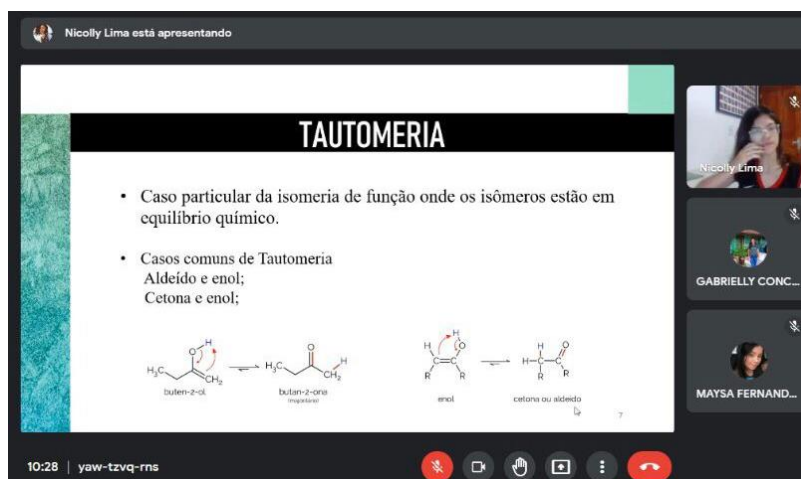 Nicolly Lima está apresentando
TAUTOMERIA
• Caso particular da isomeria de função onde os isômeros estão em
equilíbrio químico.
• Casos comuns de Tautomeria
Aldeído e enol;
Cetona e enol;
H
O
H₃C
CH₂
buten-2-ol
O
H₃C
H
CH₂
butan-2-ona
(majoritário)
H
H
O
C=C
R
R
enol
H
O
H-C-C
R
R
cetona ou aldeído
7
Nicolly Lima
GABRIELLY CONC...
MAYSA FERNAND...
10:28 | yaw-tzvq-rns